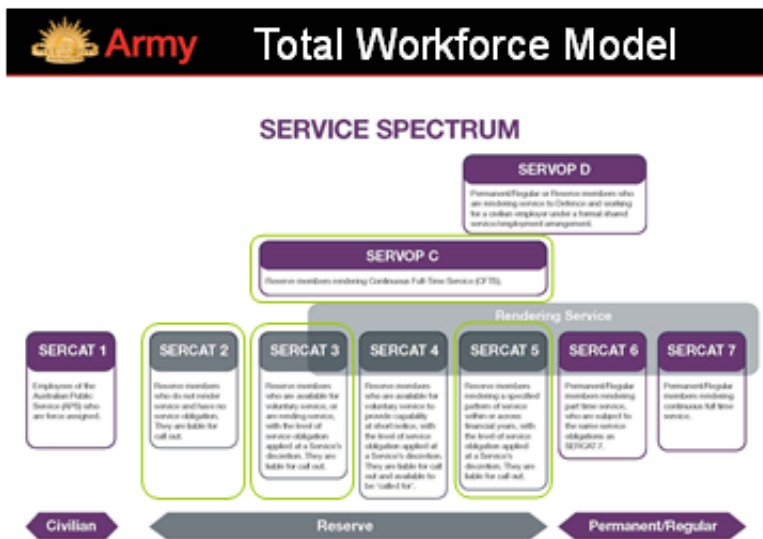 Army Total Workforce Model
SERVICE SPECTRUM
SERVOP D
Permanent/Regular or Reserve members who
are rendering service to Defence and working
for a civilian employer under a formal shared
service/employment arrangement.
SERVOP C
Reserve members rendering Continuous Full Time Service (CFTS).
Rendering Service
SERCAT 1
Employees of the
Australian Public
Service (APS) who
are force assigned.
SERCAT 2
Reserve members
who do not render
service and have no
service obligation.
They are liable for
call out.
SERCAT 3
Reserve members
who are available for
voluntary service, or
are rendering service,
with the level of
service obligation
applied at a Service's
discretion. They are
liable for call out.
SERCAT 4
Reserve members
who are available for
voluntary service to
provide capability
at short notice, with
the level of service
obligation applied at
a Service's discretion.
They are liable for call
out and available to
be 'called for'.
SERCAT 5
Reserve members
rendering a specified
pattern of service
within or across
financial years, with
the level of service
obligation applied
at a Service's
discretion. They are
liable for call out.
SERCAT 6
Permanent/Regular
members rendering
part time service,
who are subject to
the same service
obligations as
SERCAT 7.
SERCAT 7
Permanent/Regular
members rendering
continuous full time
service.
Civilian
Reserve
Permanent/Regular